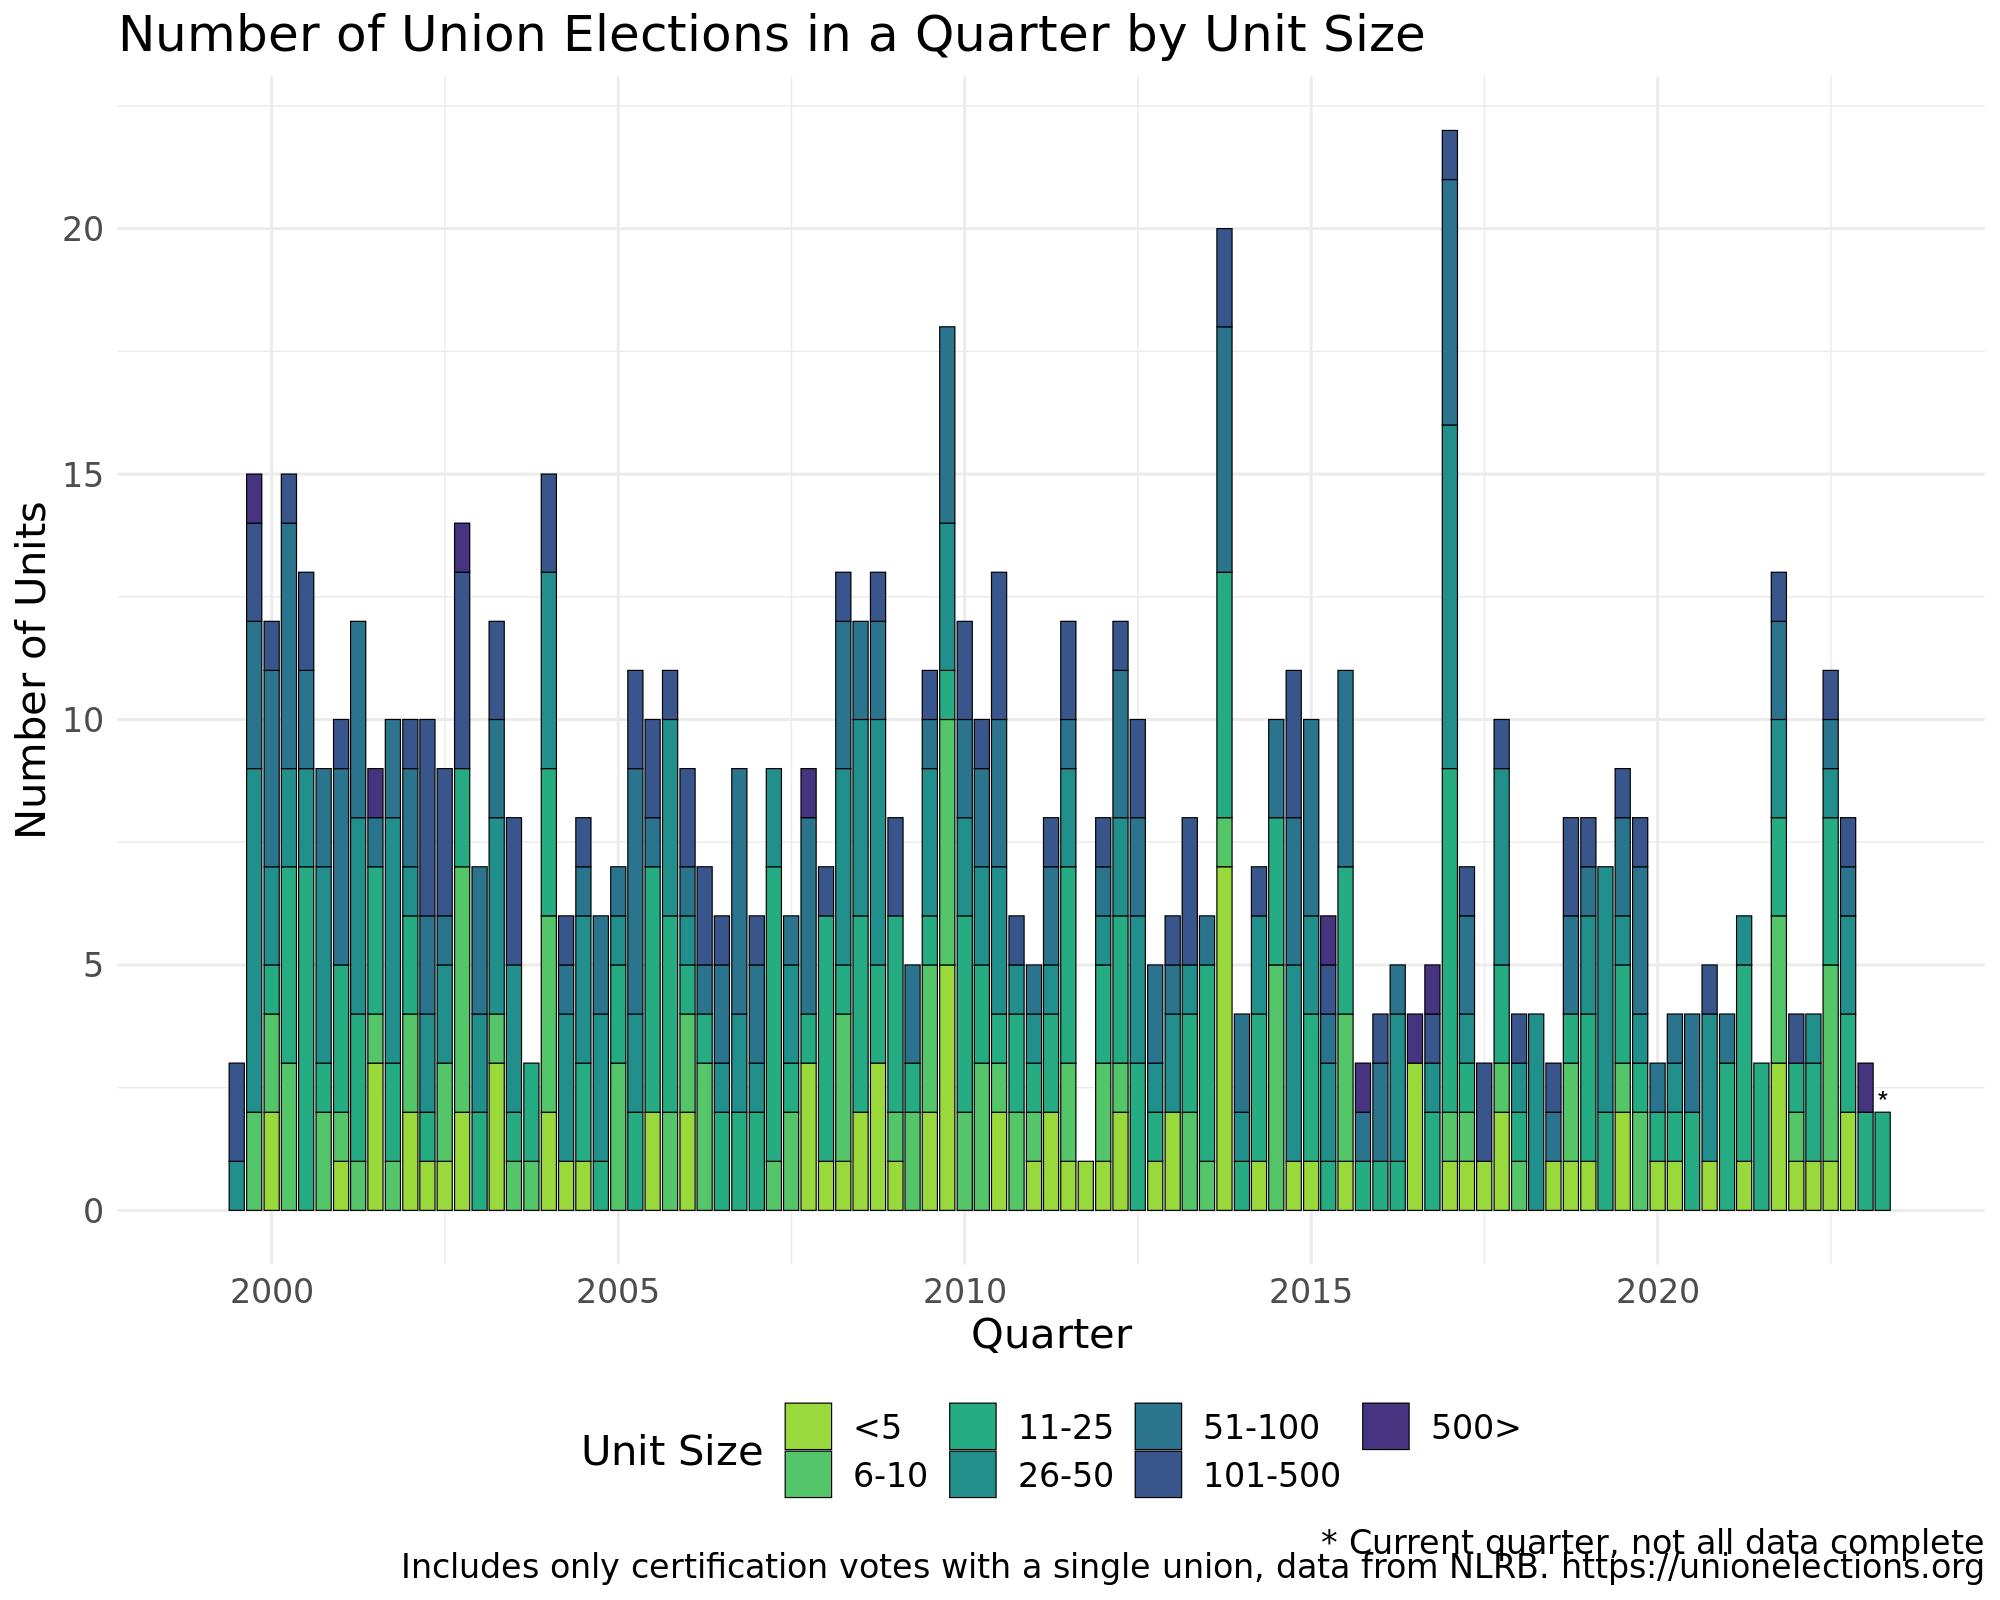 Number of Union Elections in a Quarter by Unit Size
Number of Units
20
15
10
5
0
*
2000 2005 2010 2015 2020
Quarter
Unit Size
<5 11-25 51-100 500>
6-10 26-50 101-500
* Current quarter, not all data complete
Includes only certification votes with a single union, data from NLRB. https://unionelections.org